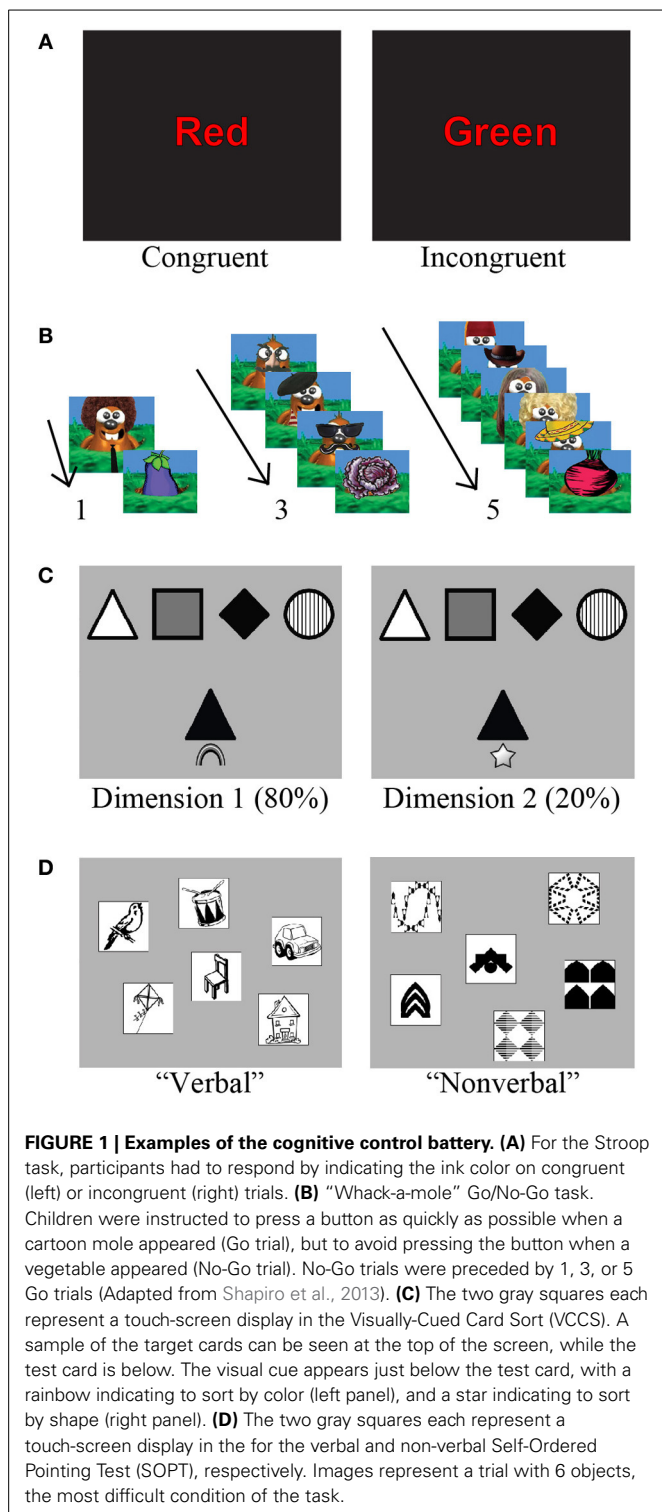 A
Red
Green
Congruent
Incongruent
B
1
3
5
C
Dimension 1 (80%)
Dimension 2 (20%)
D
“Verbal”
“Nonverbal”
FIGURE 1 | Examples of the cognitive control battery. (A) For the Stroop
task, participants had to respond by indicating the ink color on congruent
(left) or incongruent (right) trials. (B) “Whack-a-mole” Go/No-Go task.
Children were instructed to press a button as quickly as possible when a
cartoon mole appeared (Go trial), but to avoid pressing the button when a
vegetable appeared (No-Go trial). No-Go trials were preceded by 1, 3, or 5
Go trials (Adapted from Shapiro et al., 2013). (C) The two gray squares each
represent a touch-screen display in the Visually-Cued Card Sort (VCCS). A
sample of the target cards can be seen at the top of the screen, while the
test card is below. The visual cue appears just below the test card, with a
rainbow indicating to sort by color (left panel), and a star indicating to sort
by shape (right panel). (D) The two gray squares each represent a
touch-screen display in the for the verbal and non-verbal Self-Ordered
Pointing Test (SOPT), respectively. Images represent a trial with 6 objects,
the most difficult condition of the task.